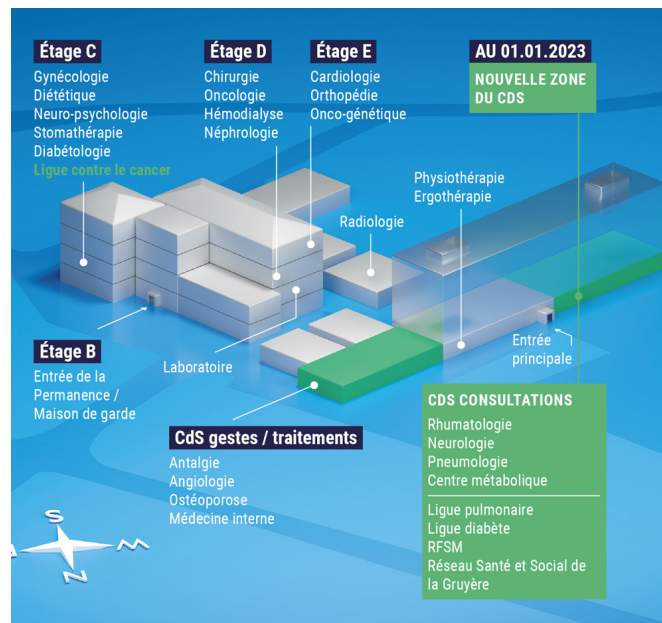 Étage C
Gynécologie
Diététique
Neuro-psychologie
Stomathérapie
Diabétologie
Ligue contre le cancer
Étage D
Chirurgie
Oncologie
Hémodialyse
Néphrologie
Étage E
Cardiologie
Orthopédie
Onco-génétique
AU 01.01.2023
NOUVELLE ZONE
DU CDS
Physiothérapie
Ergothérapie
Radiologie
Étage B
Entrée de la
Permanence /
Maison de garde
Laboratoire
Entrée
principale
CdS gestes / traitements
Antalgie
Angiologie
Ostéoporose
Médecine interne
CDS CONSULTATIONS
Rhumatologie
Neurologie
Pneumologie
Centre métabolique
Ligue pulmonaire
Ligue diabète
RFSM
Réseau Santé et Social de
la Gruyère
S
M
N